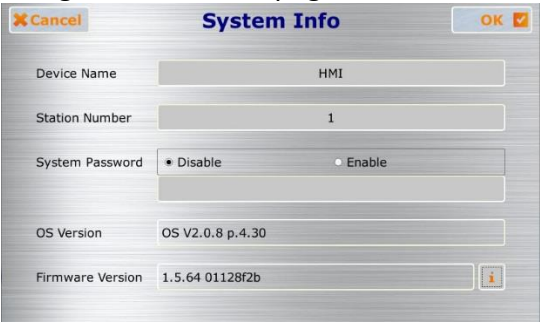 Cancel
System Info
OK
Device Name
HMI
Station Number
1
System Password
Disable
Enable
OS Version
OS V2.0.8 p.4.30
Firmware Version
1.5.64 01128f2b
i